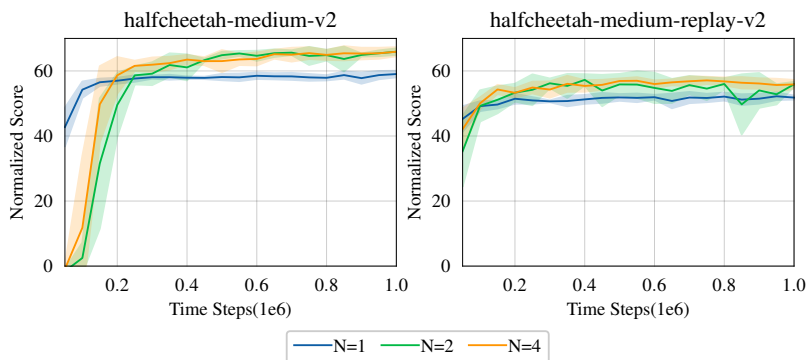 halfcheetah-medium-v2
halfcheetah-medium-replay-v2
Normalized Score
60
40
20
0
0.2
0.4
0.6
0.8
1.0
Time Steps(1e6)
Normalized Score
60
40
20
0
0.2
0.4
0.6
0.8
1.0
Time Steps(1e6)
N=1 N=2 N=4